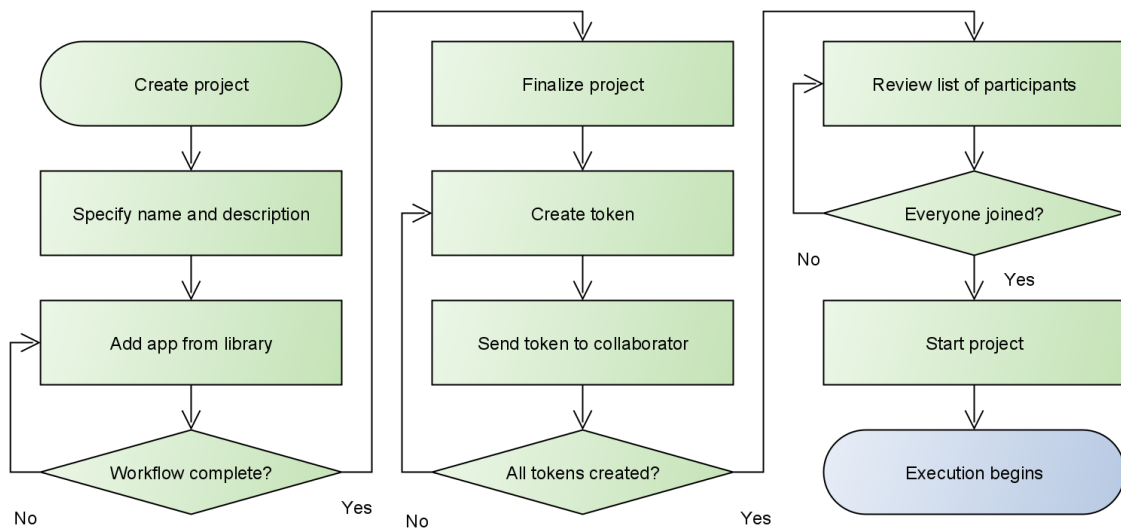 Create project
Specify name and description
Add app from library
Workflow complete?
No
Yes
Finalize project
Create token
Send token to collaborator
All tokens created?
No
Yes
Review list of participants
Everyone joined?
No
Yes
Start project
Execution begins